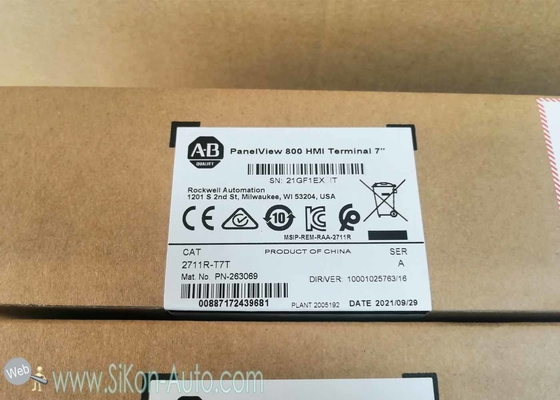 A-B
QUALITY
PanelView 800 HMI Terminal 7"
SN: 21GF1EX IT
Rockwell Automation
1201 S 2nd St, Milwaukee, WI 53204, USA
10
MSIP-REM-RAA-2711R
PRODUCT OF CHINA
CAT
SER
2711R-T7T
A
Mat. No. PN-263069
DIR/VER: 10001025763/16
00887172439681
PLANT 2005192
DATE 2021/09/29
Web
www.SiKon-Auto.com
A-B